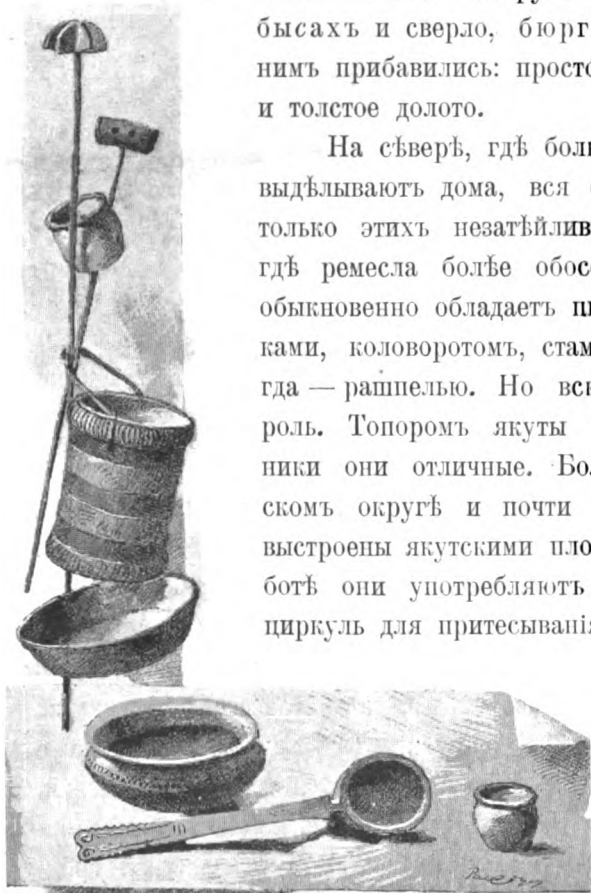 бысахъ и сверло, бюрг
нимъ прибавились: просто
и толстое долото.
На сѣверѣ, гдѣ боль
выдѣлываютъ дома, вся
только этихъ незатѣйлив
гдѣ ремесла болѣе обосо
обыкновенно обладаетъ
ками, коловоротомъ, стам
гда — рашпелью. Но вс
роль. Топоромъ якуты
ники они отличные. Бол
скомъ округѣ и почти
выстроены якутскими пло
ботѣ они употребляютъ
циркуль для притесыванія